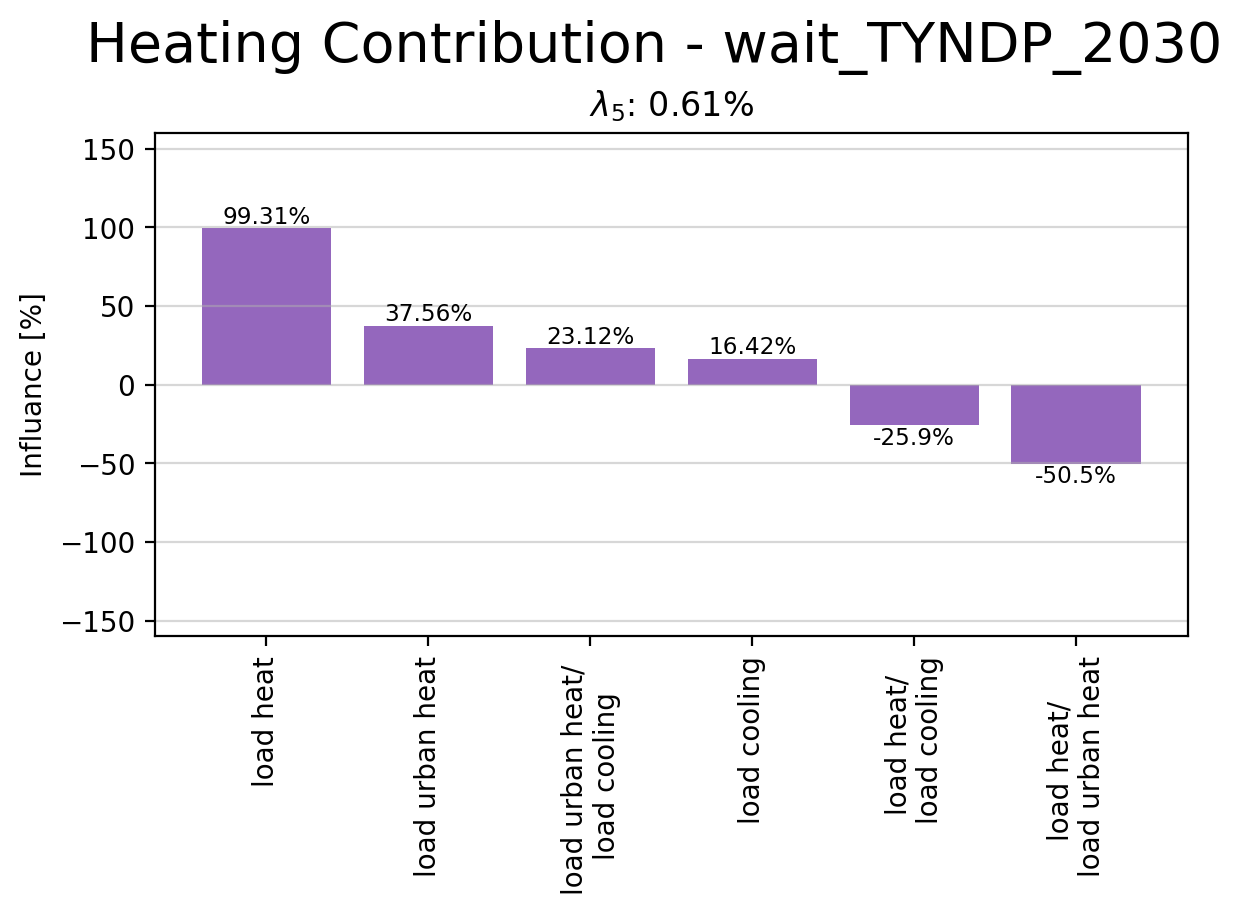 Heating Contribution - wait_TYNDP_2030
λ₅: 0.61%
Influance [%]
150
100
50
0
−50
−100
−150
99.31%
37.56%
23.12%
16.42%
-25.9%
-50.5%
load heat
load urban heat
load urban heat/
load cooling
load cooling
load heat/
load cooling
load heat/
load urban heat